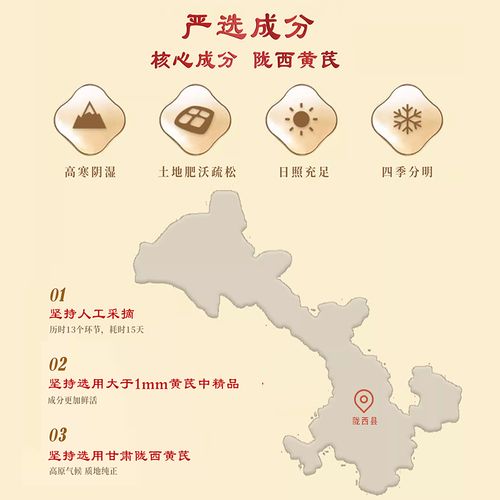 严选成分
核心成分 陇西黄芪
高寒阴湿
土地肥沃疏松
日照充足
四季分明
01
坚持人工采摘
历时13个环节，耗时15天
02
坚持选用大于1mm黄芪中精品
成分更加鲜活
03
坚持选用甘肃陇西黄芪
高原气候 质地纯正
陇西县